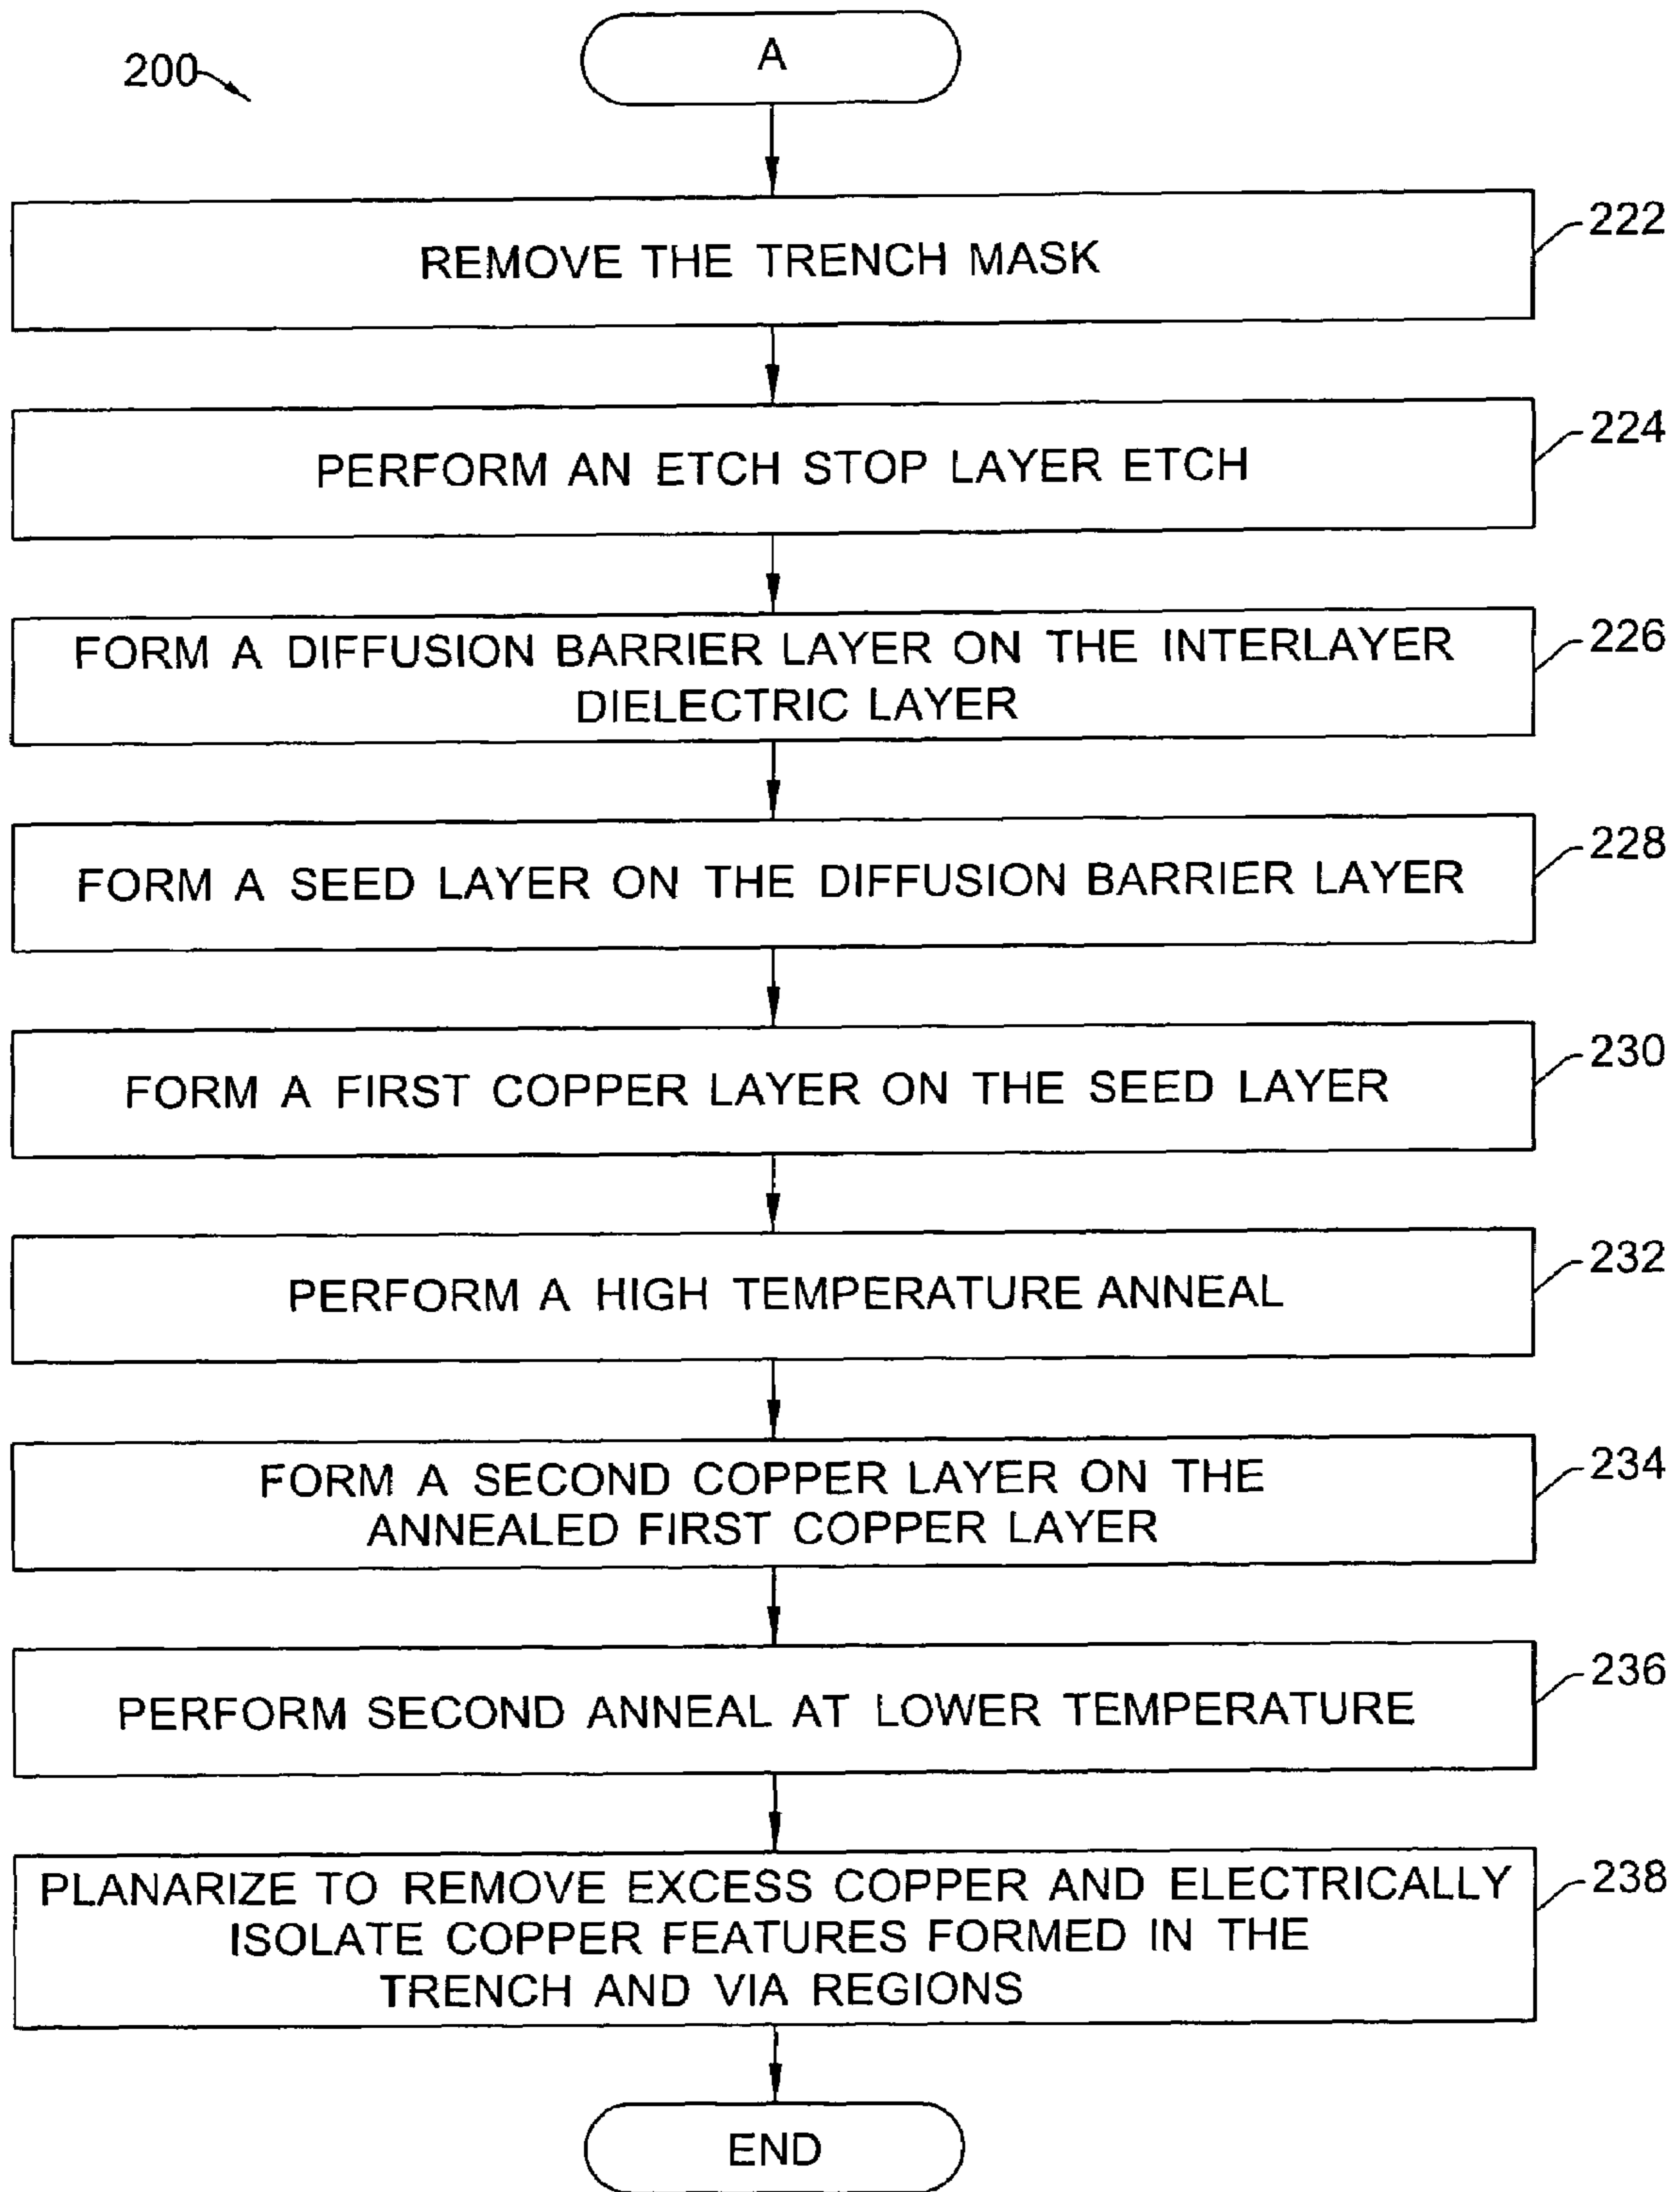 200
A
REMOVE THE TRENCH MASK
222
PERFORM AN ETCH STOP LAYER ETCH
224
FORM A DIFFUSION BARRIER LAYER ON THE INTERLAYER
DIELECTRIC LAYER
226
FORM A SEED LAYER ON THE DIFFUSION BARRIER LAYER
228
FORM A FIRST COPPER LAYER ON THE SEED LAYER
230
PERFORM A HIGH TEMPERATURE ANNEAL
232
FORM A SECOND COPPER LAYER ON THE
ANNEALED FIRST COPPER LAYER
234
PERFORM SECOND ANNEAL AT LOWER TEMPERATURE
236
PLANARIZE TO REMOVE EXCESS COPPER AND ELECTRICALLY
ISOLATE COPPER FEATURES FORMED IN THE
TRENCH AND VIA REGIONS
238
END